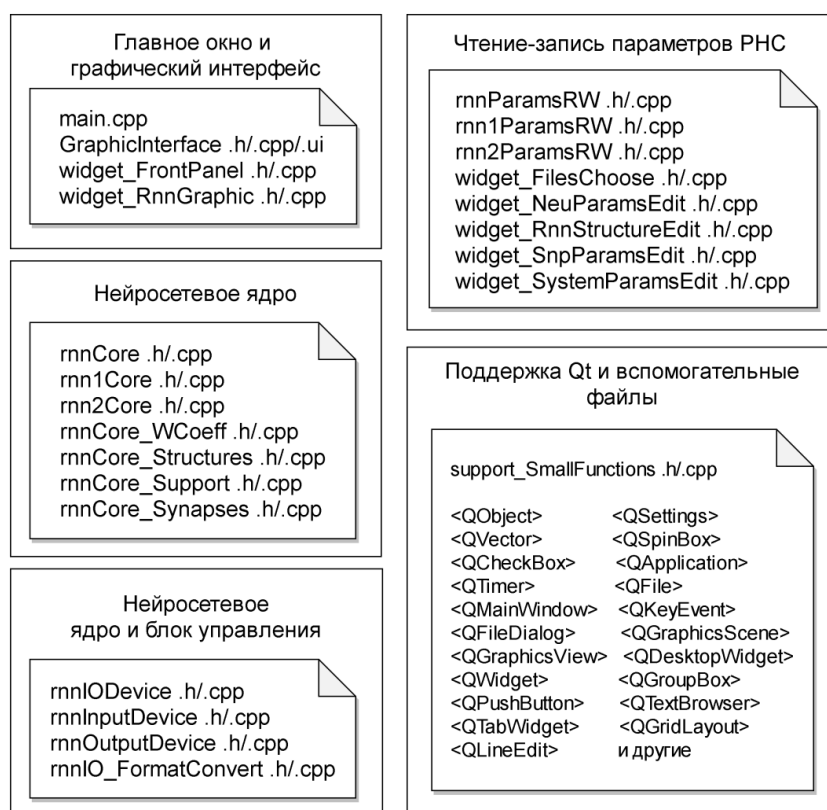 Главное окно и
графический интерфейс
main.cpp
GraphicInterface .h/.cpp/.ui
widget_FrontPanel .h/.cpp
widget_RnnGraphic .h/.cpp
Нейросетевое ядро
rnnCore .h/.cpp
rnn1Core .h/.cpp
rnn2Core .h/.cpp
rnnCore_WCoeff .h/.cpp
rnnCore_Structures .h/.cpp
rnnCore_Support .h/.cpp
rnnCore_Synapses .h/.cpp
Нейросетевое
ядро и блок управления
rnnIODevice .h/.cpp
rnnInputDevice .h/.cpp
rnnOutputDevice .h/.cpp
rnnIO_FormatConvert .h/.cpp
Чтение-запись параметров РНС
rnnParamsRW .h/.cpp
rnn1ParamsRW .h/.cpp
rnn2ParamsRW .h/.cpp
widget_FilesChoose .h/.cpp
widget_NeuParamsEdit .h/.cpp
widget_RnnStructureEdit .h/.cpp
widget_SnpParamsEdit .h/.cpp
widget_SystemParamsEdit .h/.cpp
Поддержка Qt и вспомогательные
файлы
support_SmallFunctions .h/.cpp
<QObject> <QSettings>
<QVector> <QSpinBox>
<QCheckBox> <QApplication>
<QTimer> <QFile>
<QMainWindow> <QKeyEvent>
<QFileDialog> <QGraphicsScene>
<QGraphicsView> <QDesktopWidget>
<QWidget> <QGroupBox>
<QPushButton> <QTextBrowser>
<QTabWidget> <QGridLayout>
<QLineEdit> и другие